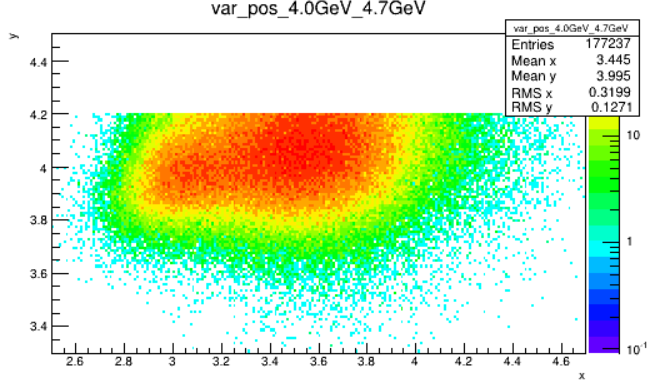 var_pos_4.0GeV_4.7GeV
var_pos_4.0GeV_4.7GeV
Entries 177237
Mean x 3.445
Mean y 3.995
RMS x 0.3199
RMS y 0.1271
y
4.4
4.2
4
3.8
3.6
3.4
2.6 2.8 3 3.2 3.4 3.6 3.8 4 4.2 4.4 4.6
x
10
1
10⁻¹